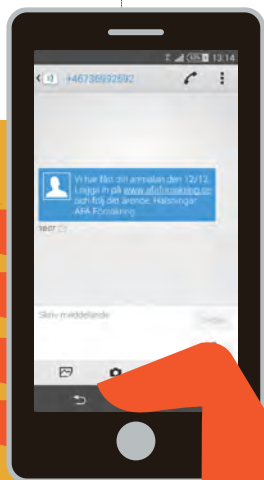 13:14
+46736992692
Vi har fått din anmälan den 12/12.
Logga in på www.afaforsakring.se
och följ ditt ärende. Hälsningar
AFA Försäkring
Skriv meddelande